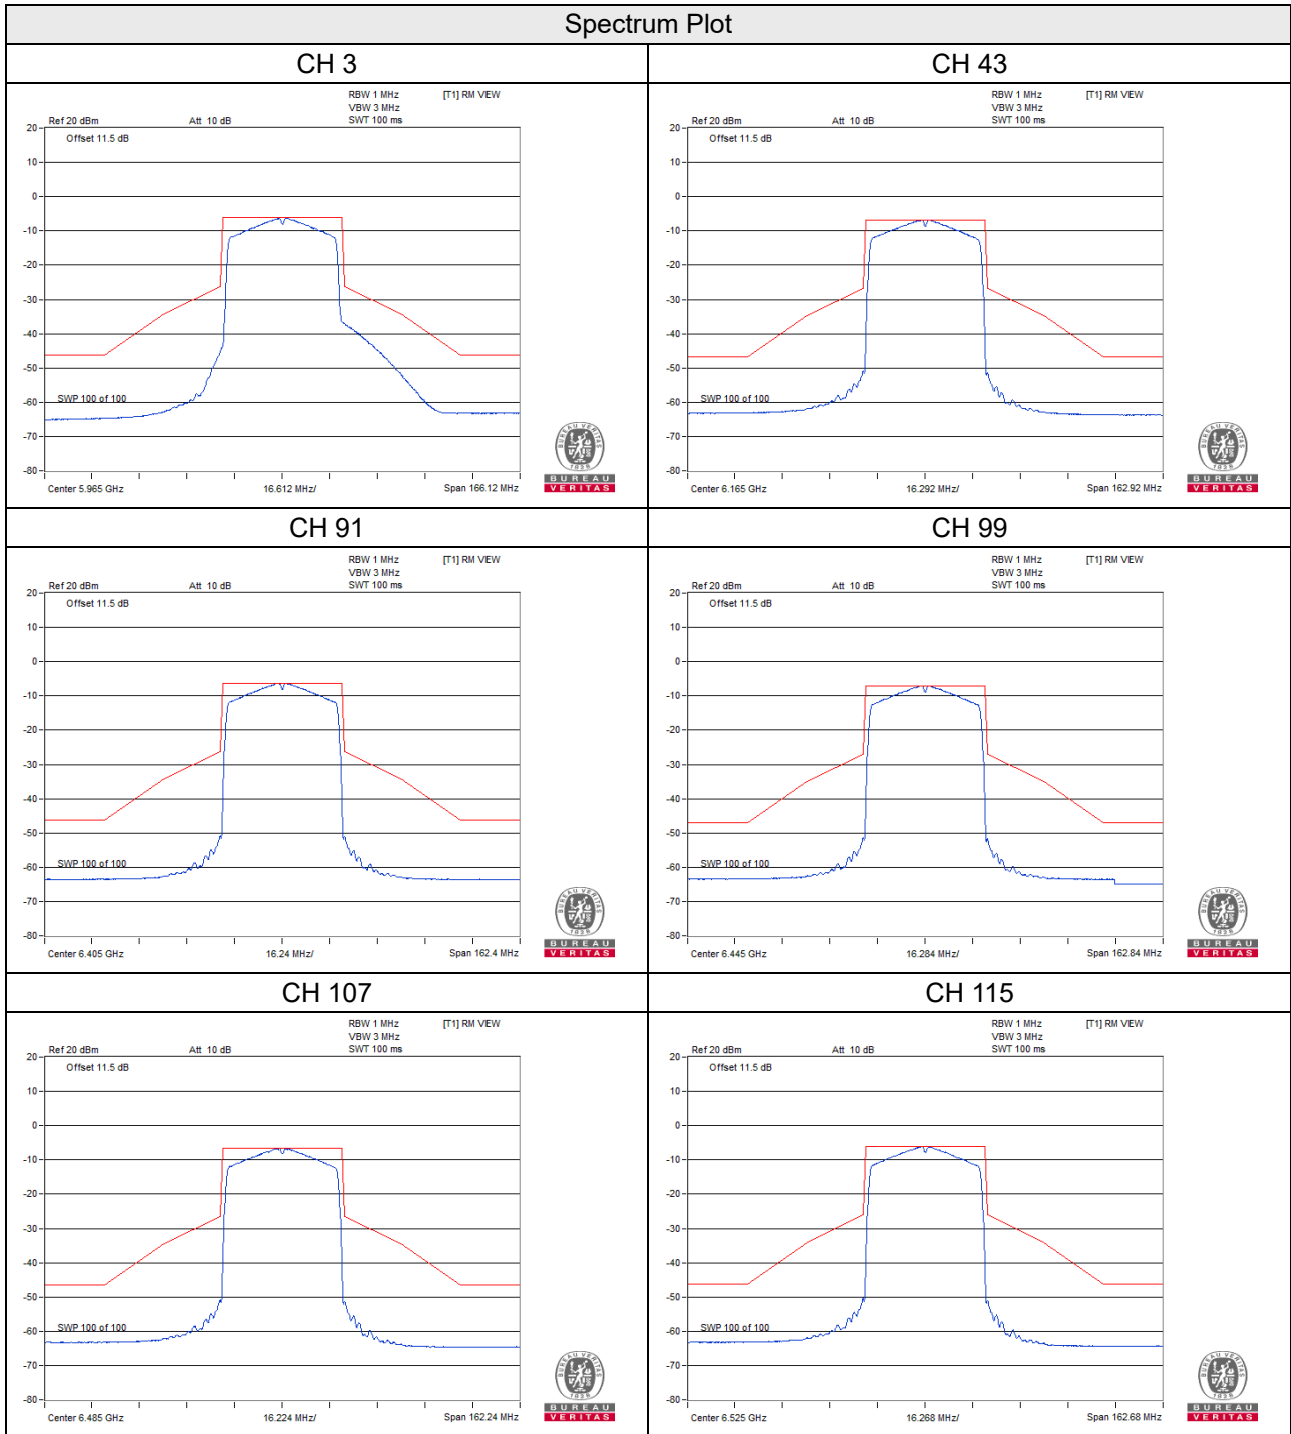 Spectrum Plot
CH 3
CH 43
RBW 1 MHz [T1] RM VIEW
VBW 3 MHz
Ref 20 dBm Att 10 dB SWT 100 ms
20
Offset 11.5 dB
10
0
-10
-20
-30
-40
-50
-60
SWP 100 of 100
-70
-80
Center 5.965 GHz 16.612 MHz/ Span 166.12 MHz
BUREAU
VERITAS
1828
RBW 1 MHz [T1] RM VIEW
VBW 3 MHz
Ref 20 dBm Att 10 dB SWT 100 ms
20
Offset 11.5 dB
10
0
-10
-20
-30
-40
-50
-60
SWP 100 of 100
-70
-80
Center 6.165 GHz 16.292 MHz/ Span 162.92 MHz
BUREAU VERITAS
1828
BUREAU
VERITAS
CH 91
CH 99
RBW 1 MHz [T1] RM VIEW
VBW 3 MHz
Ref 20 dBm Att 10 dB SWT 100 ms
20
Offset 11.5 dB
10
0
-10
-20
-30
-40
-50
-60
SWP 100 of 100
-70
-80
Center 6.405 GHz 16.24 MHz/ Span 162.4 MHz
BUREAU VERITAS
1828
BUREAU
VERITAS
RBW 1 MHz [T1] RM VIEW
VBW 3 MHz
Ref 20 dBm Att 10 dB SWT 100 ms
20
Offset 11.5 dB
10
0
-10
-20
-30
-40
-50
-60
SWP 100 of 100
-70
-80
Center 6.445 GHz 16.284 MHz/ Span 162.84 MHz
BUREAU VERITAS
1828
BUREAU
VERITAS
CH 107
CH 115
RBW 1 MHz [T1] RM VIEW
VBW 3 MHz
Ref 20 dBm Att 10 dB SWT 100 ms
20
Offset 11.5 dB
10
0
-10
-20
-30
-40
-50
-60
SWP 100 of 100
-70
-80
Center 6.485 GHz 16.224 MHz/ Span 162.24 MHz
BUREAU VERITAS
1828
BUREAU
VERITAS
RBW 1 MHz [T1] RM VIEW
VBW 3 MHz
Ref 20 dBm Att 10 dB SWT 100 ms
20
Offset 11.5 dB
10
0
-10
-20
-30
-40
-50
-60
SWP 100 of 100
-70
-80
Center 6.525 GHz 16.268 MHz/ Span 162.68 MHz
BUREAU VERITAS
1828
BUREAU
VERITAS